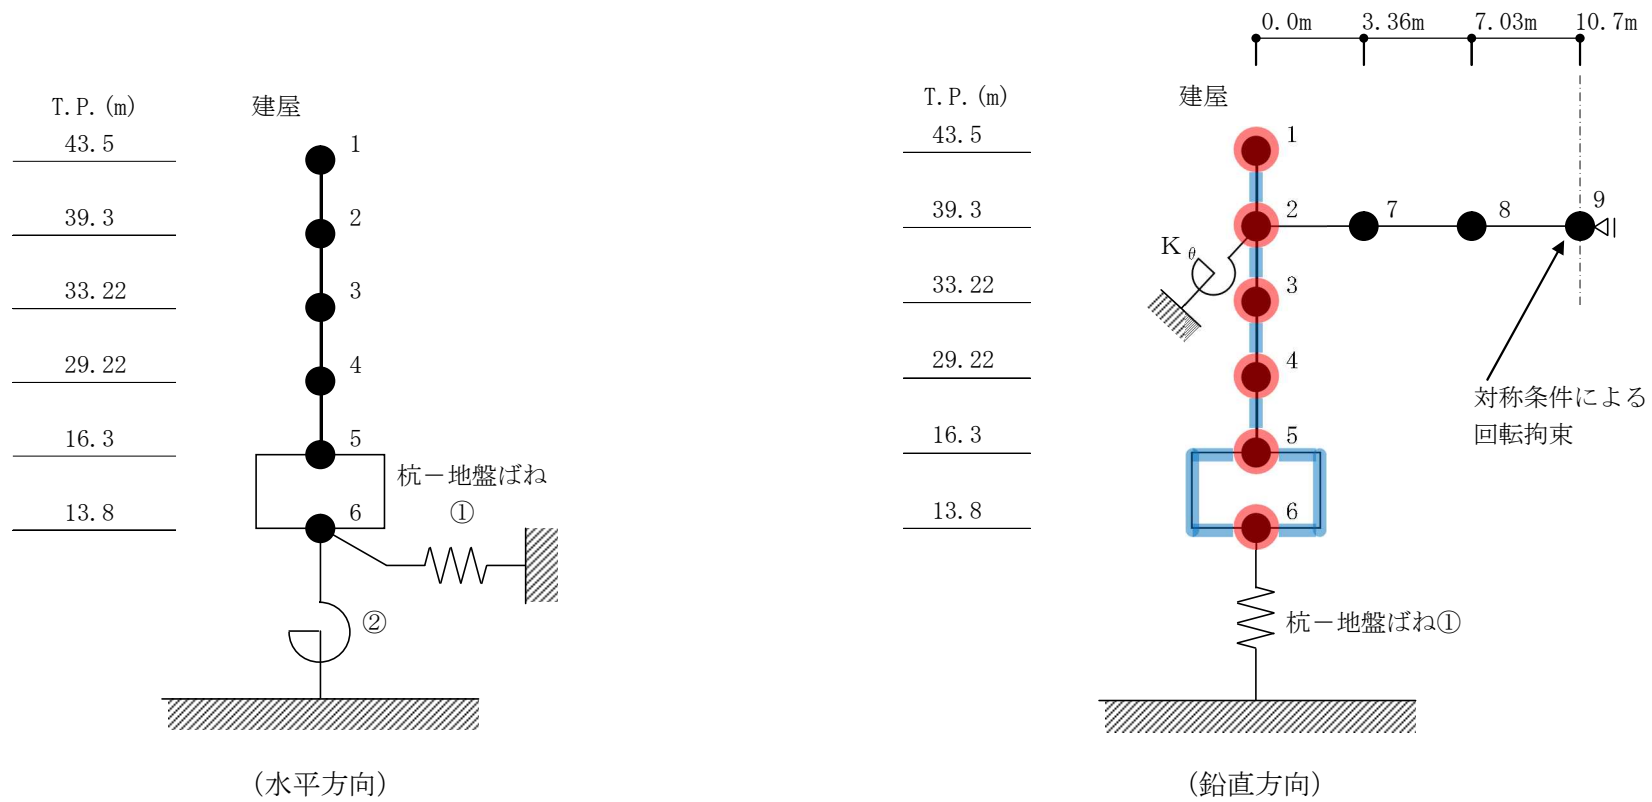 T.P.(m)
建屋
43.5
1
39.3
2
33.22
3
29.22
4
16.3
5
13.8
6
杭－地盤ばね
①
②
(水平方向)
0.0m 3.36m 7.03m 10.7m
T.P.(m)
建屋
43.5
1
39.3
2
7
8
9
Kθ
33.22
3
29.22
4
対称条件による
回転拘束
16.3
5
13.8
6
杭－地盤ばね①
(鉛直方向)